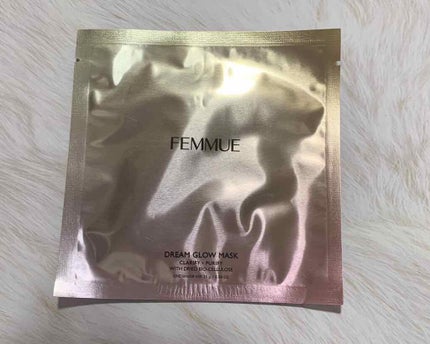 FEMMUE
DREAM GLOW MASK
CLARIFY + PURIFY
WITH DRIED BIO-CELLULOSE